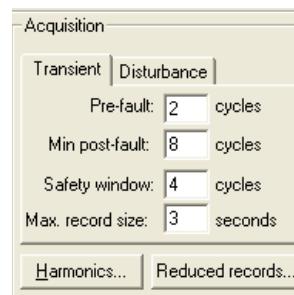 Acquisition
Transient Disturbance
Pre-fault: 2 cycles
Min post-fault: 8 cycles
Safety window: 4 cycles
Max. record size: 3 seconds
Harmonics... Reduced records...